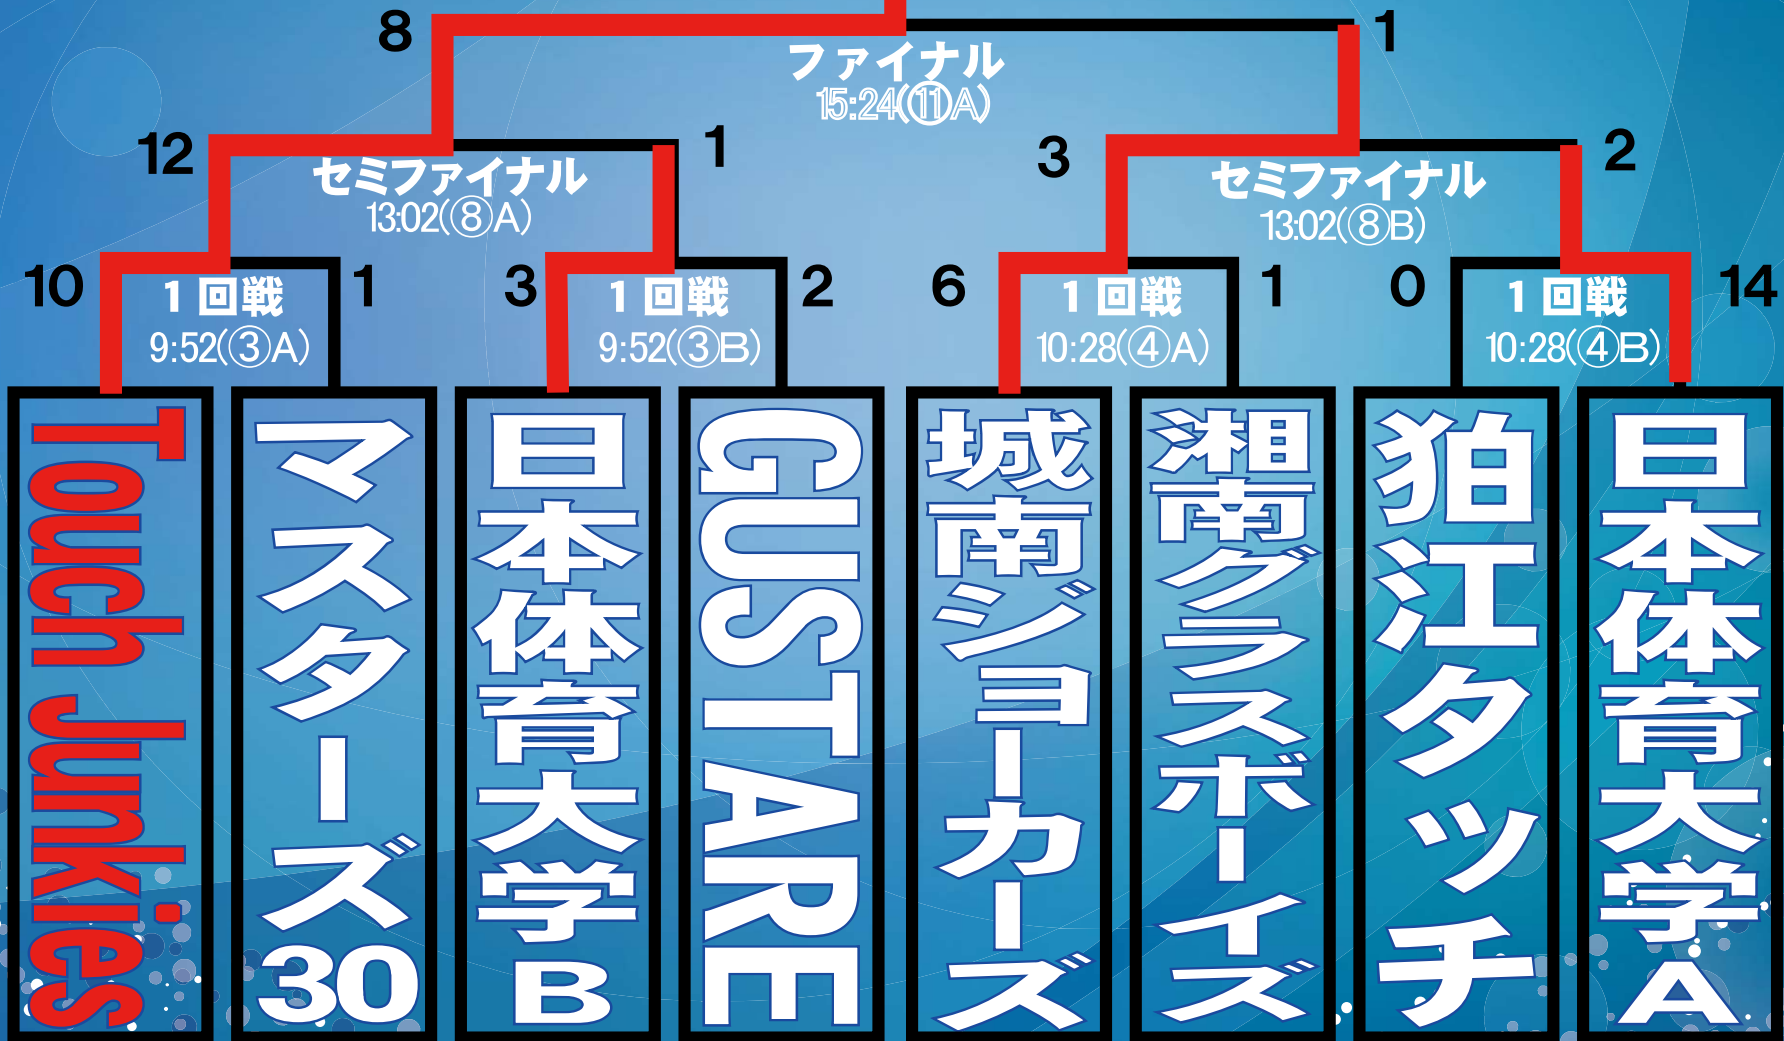 8
1
ファイナル
15:24(⑪A)
12
1
3
2
セミファイナル
13:02(⑧A)
セミファイナル
13:02(⑧B)
10
1回戦
9:52(③A)
1
3
1回戦
9:52(③B)
2
6
1回戦
10:28(④A)
1
0
1回戦
10:28(④B)
14
Touch Junkies
マスターズ30
日本体育大学B
GUSTARE
城南ジョーカーズ
湘南グラスボーイズ
狛江タッチ
日本体育大学A